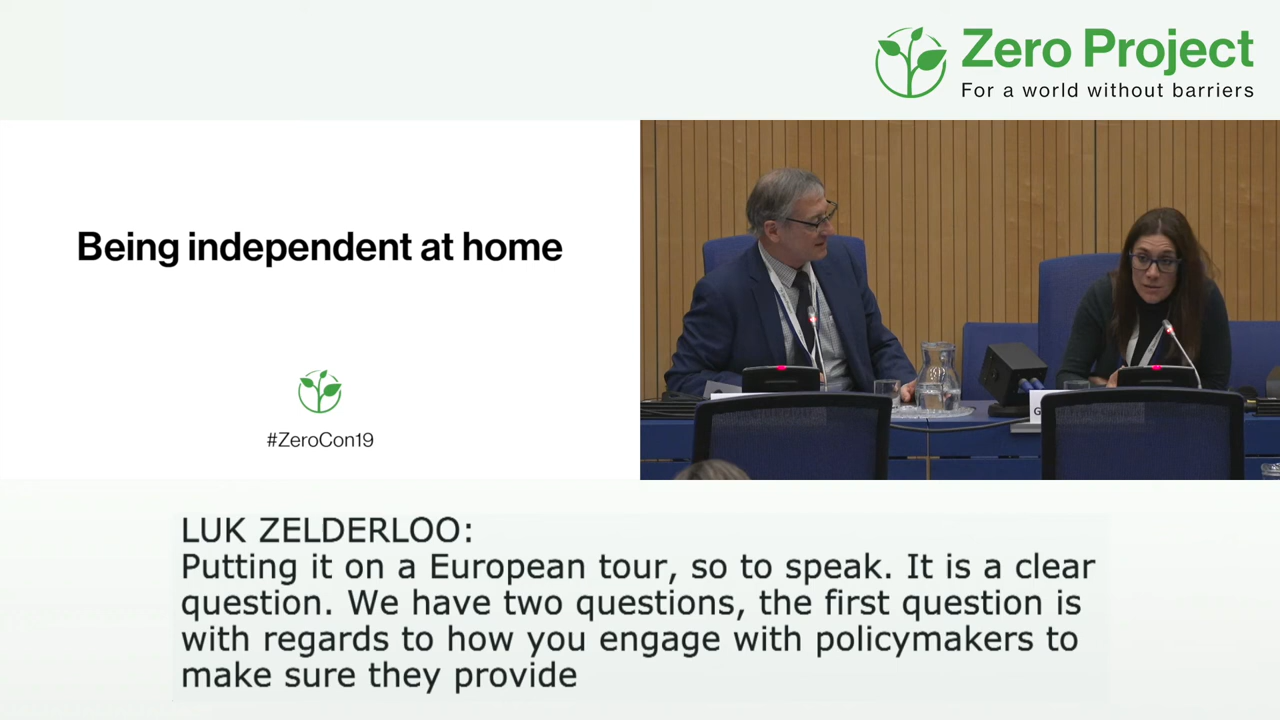 Zero Project
For a world without barriers
Being independent at home
#ZeroCon19
LUK ZELDERLOO:
Putting it on a European tour, so to speak. It is a clear
question. We have two questions, the first question is
with regards to how you engage with policymakers to
make sure they provide